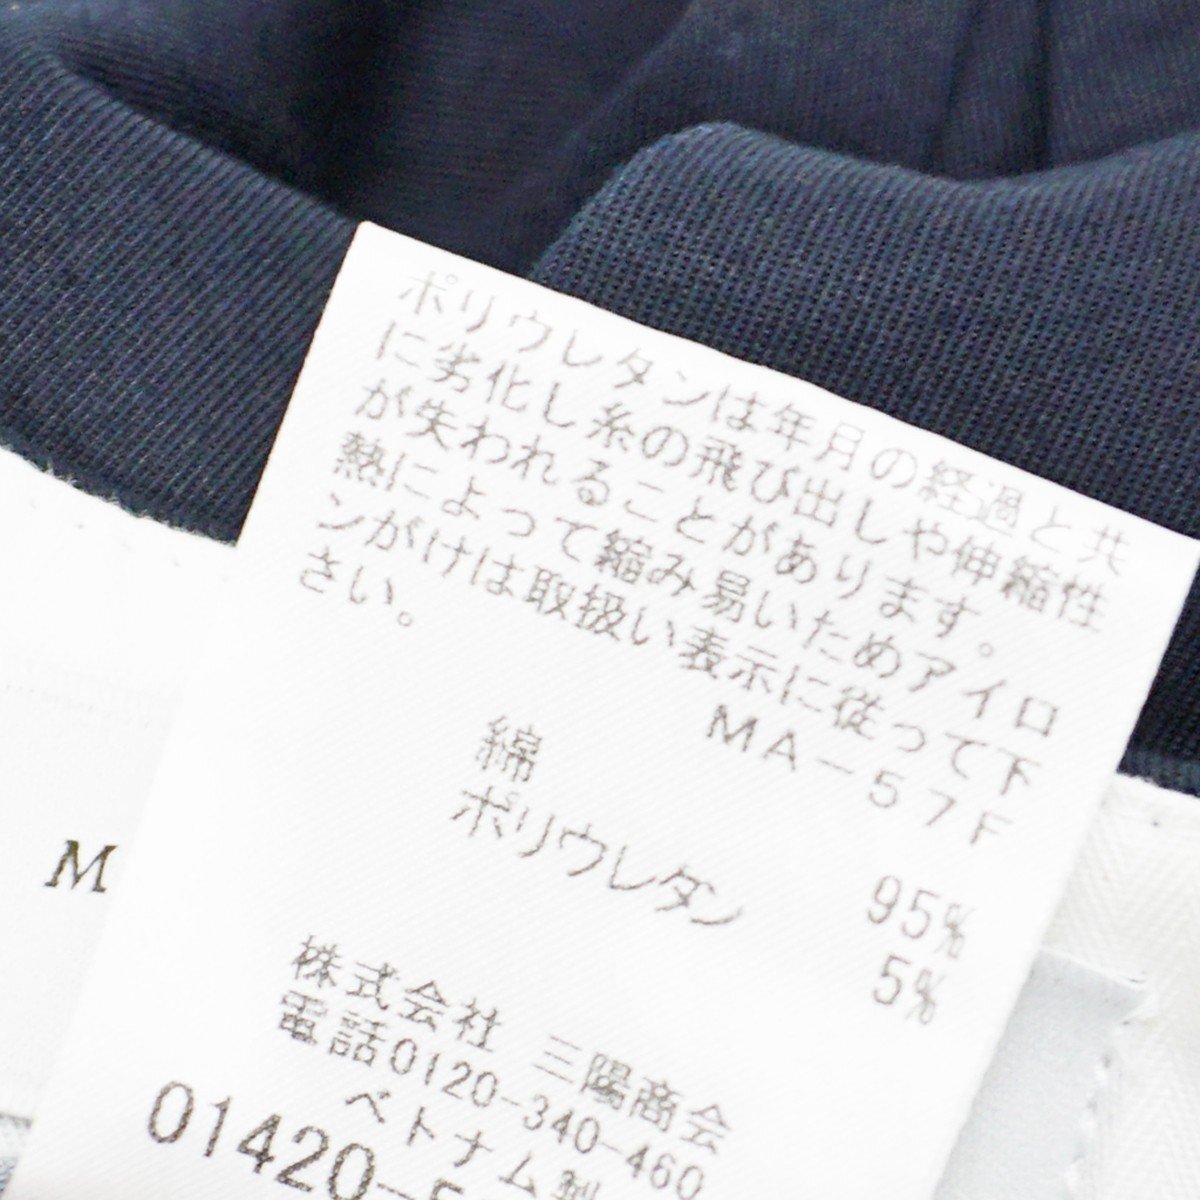 ポリウレタンは年月の経過と共
に劣化し糸の飛び出しや伸縮性
が失われることがあります。
熱によって縮み易いためアイロ
ンがけは取扱い表示に従って下
さい。
MA-57F
綿 95%
ポリウレタン 5%
M
株式会社 三陽商会
電話0120-340-460
ベトナム製
01420-5